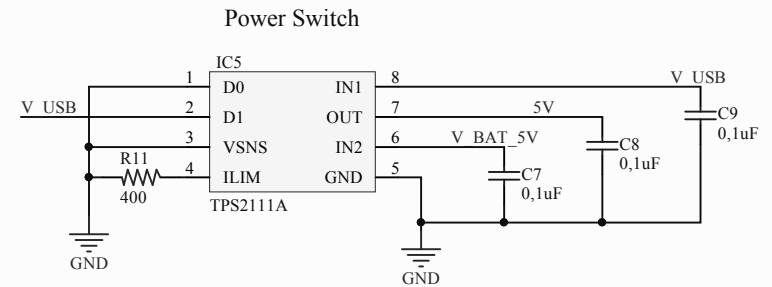 Power Switch
IC5
1 D0 IN1 8 V_USB
V_USB 2 D1 OUT 7 5V C9
0,1uF
3 VSNS IN2 6 V_BAT_5V C8
0,1uF
R11 4 ILIM GND 5 C7
400 0,1uF
TPS2111A
GND
GND